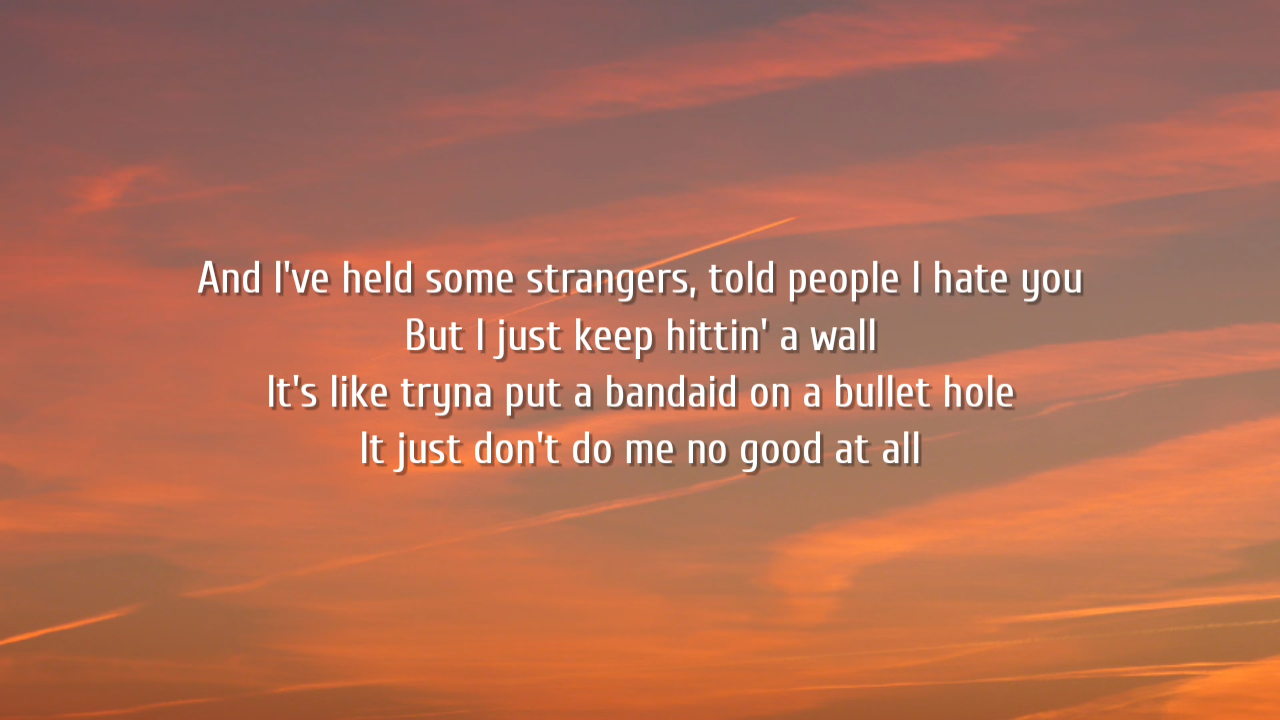 And I've held some strangers, told people I hate you
But I just keep hittin' a wall
It's like tryna put a bandaid on a bullet hole
It just don't do me no good at all